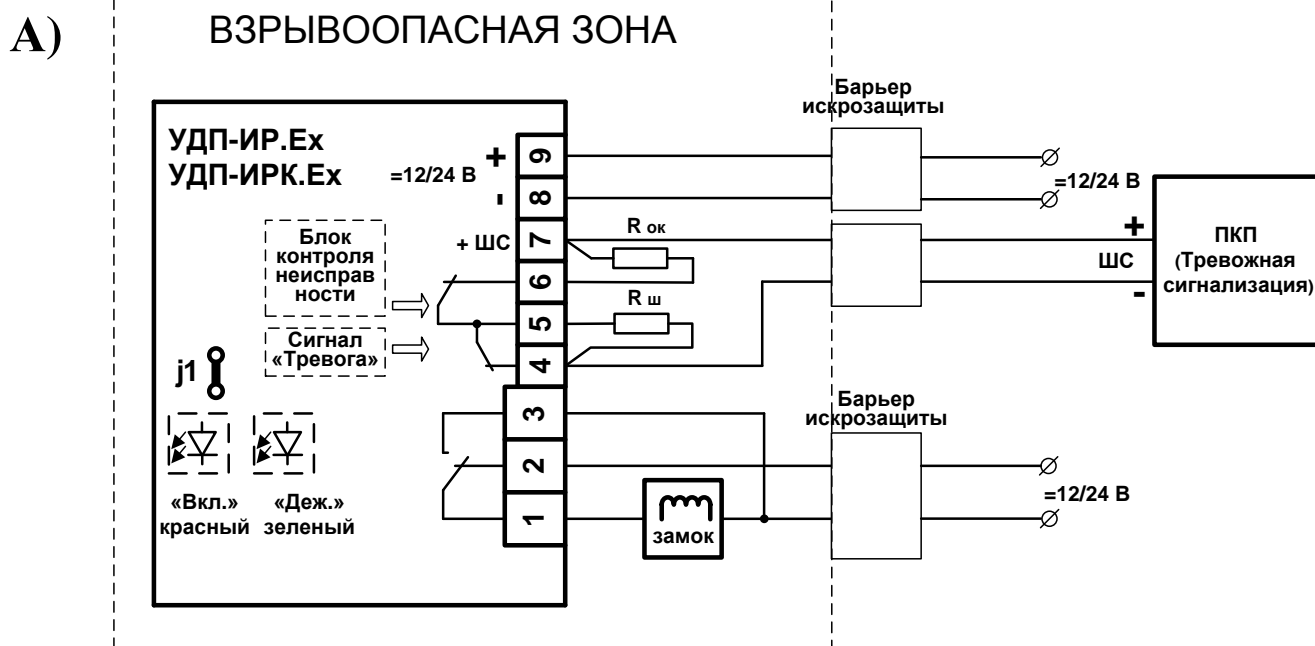 А)
ВЗРЫВООПАСНАЯ ЗОНА
УДП-ИР.Ех
УДП-ИРК.Ех
=12/24 В
+
-
9
8
7
6
5
4
3
2
1
+ ШС
Блок
контроля
неисправ
ности
Сигнал
«Тревога»
j1
«Вкл.»
красный
«Деж.»
зеленый
R ок
R ш
замок
Барьер
искрозащиты
=12/24 В
+
ШС
-
ПКП
(Тревожная
сигнализация)
Барьер
искрозащиты
=12/24 В